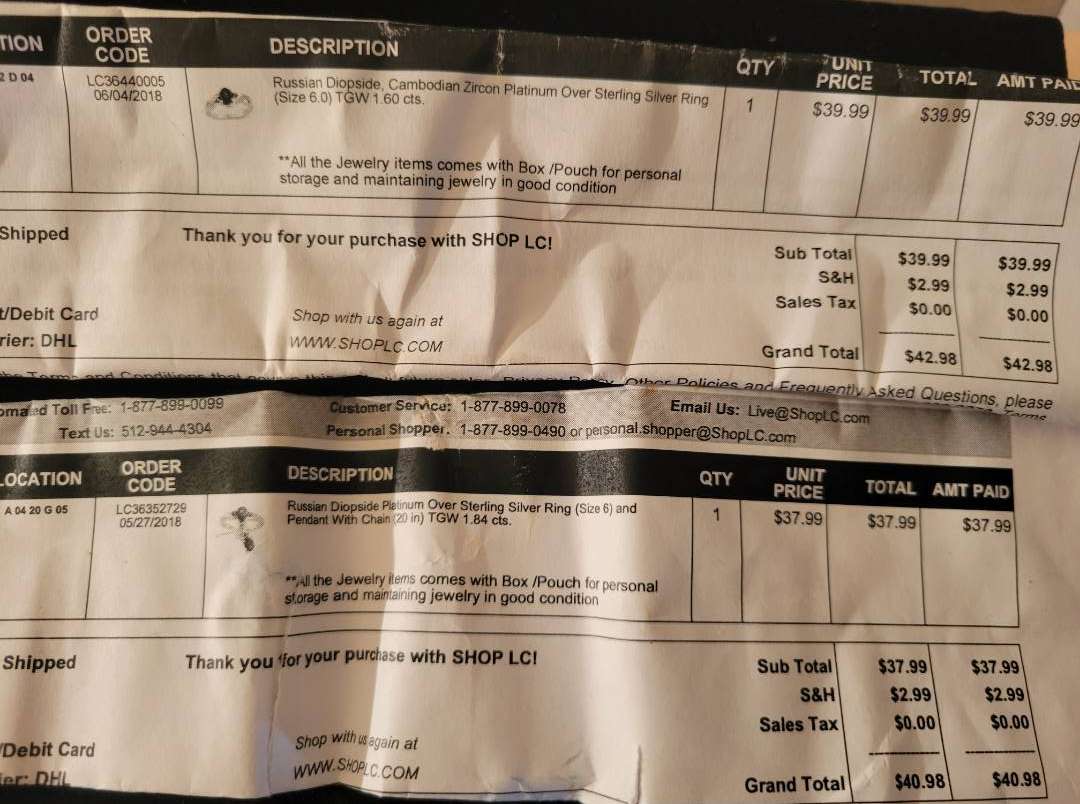 TION ORDER CODE DESCRIPTION QTY UNIT PRICE TOTAL AMT PAID
2 D 04 LC36440005 Russian Diopside, Cambodian Zircon Platinum Over Sterling Silver Ring 1 $39.99 $39.99 $39.99
06/04/2018 (Size 6.0) TGW 1.60 cts.
**All the Jewelry items comes with Box /Pouch for personal
storage and maintaining jewelry in good condition
Shipped Thank you for your purchase with SHOP LC! Sub Total $39.99 $39.99
S&H $2.99 $2.99
t/Debit Card Shop with us again at Sales Tax $0.00 $0.00
rier: DHL WWW.SHOPLC.COM Grand Total $42.98 $42.98
Terms and Conditions Other Policies and Frequently Asked Questions, please
Terms
omated Toll Free: 1-877-899-0099 Customer Service: 1-877-899-0078 Email Us: Live@ShopLC.com
Text Us: 512-944-4304 Personal Shopper. 1-877-899-0490 or personal.shopper@ShopLC.com
LOCATION ORDER CODE DESCRIPTION QTY UNIT PRICE TOTAL AMT PAID
A 04 20 G 05 LC36352729 Russian Diopside Platinum Over Sterling Silver Ring (Size 6) and 1 $37.99 $37.99 $37.99
05/27/2018 Pendant With Chain (20 in) TGW 1.84 cts.
**All the Jewelry items comes with Box /Pouch for personal
storage and maintaining jewelry in good condition
Shipped Thank you for your purchase with SHOP LC! Sub Total $37.99 $37.99
S&H $2.99 $2.99
Sales Tax $0.00 $0.00
/Debit Card Shop with us again at
ier: DHL WWW.SHOPLC.COM Grand Total $40.98 $40.98